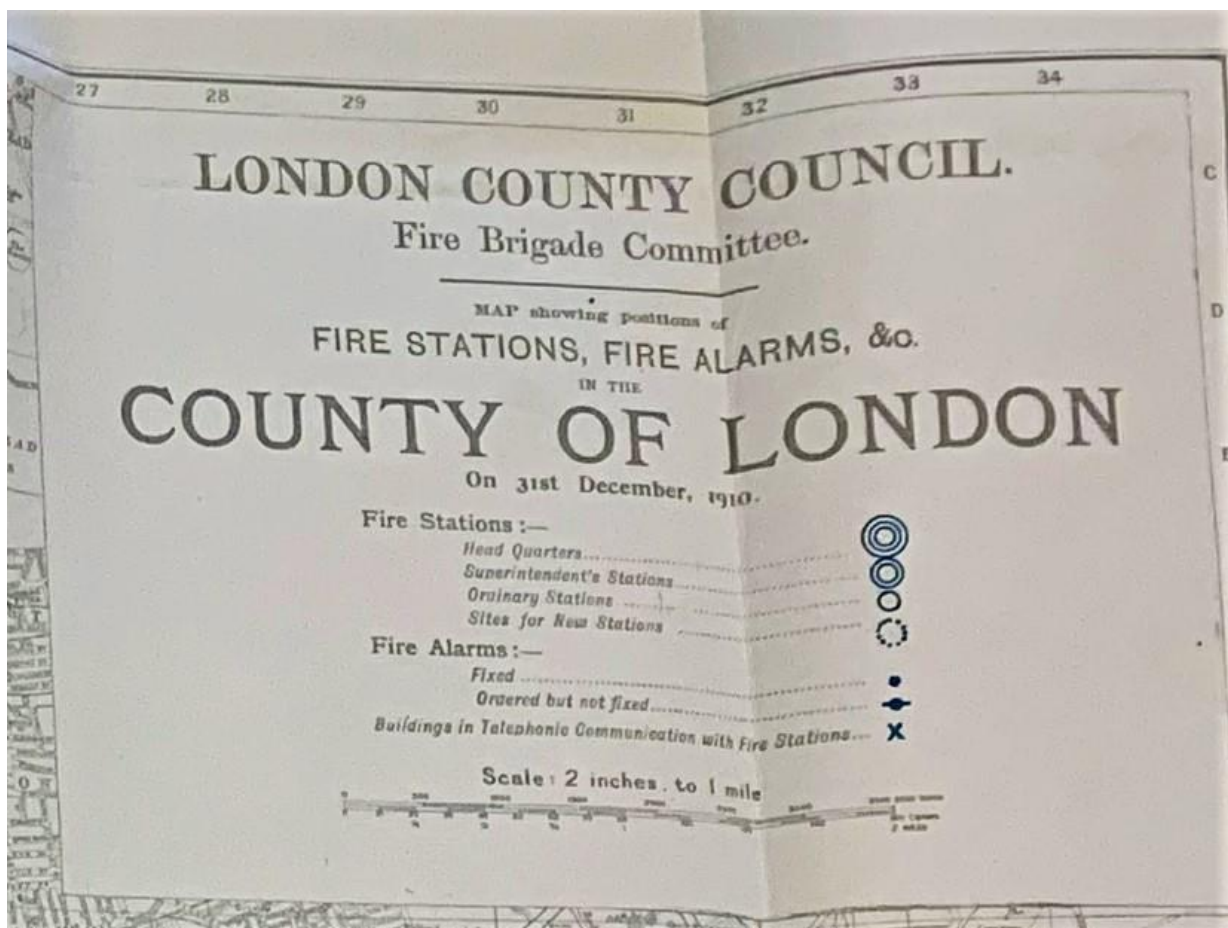 27 28 29 30 31 32 33 34
C
LONDON COUNTY COUNCIL.
Fire Brigade Committee.
D
MAP showing positions of
FIRE STATIONS, FIRE ALARMS, &c.
IN THE
COUNTY OF LONDON
On 31st December, 1910.
Fire Stations:—
Head Quarters
Superintendent's Stations
Ordinary Stations
Sites for New Stations
Fire Alarms:—
Fixed
Ordered but not fixed
Buildings in Telephonic Communication with Fire Stations
Scale: 2 inches to 1 mile